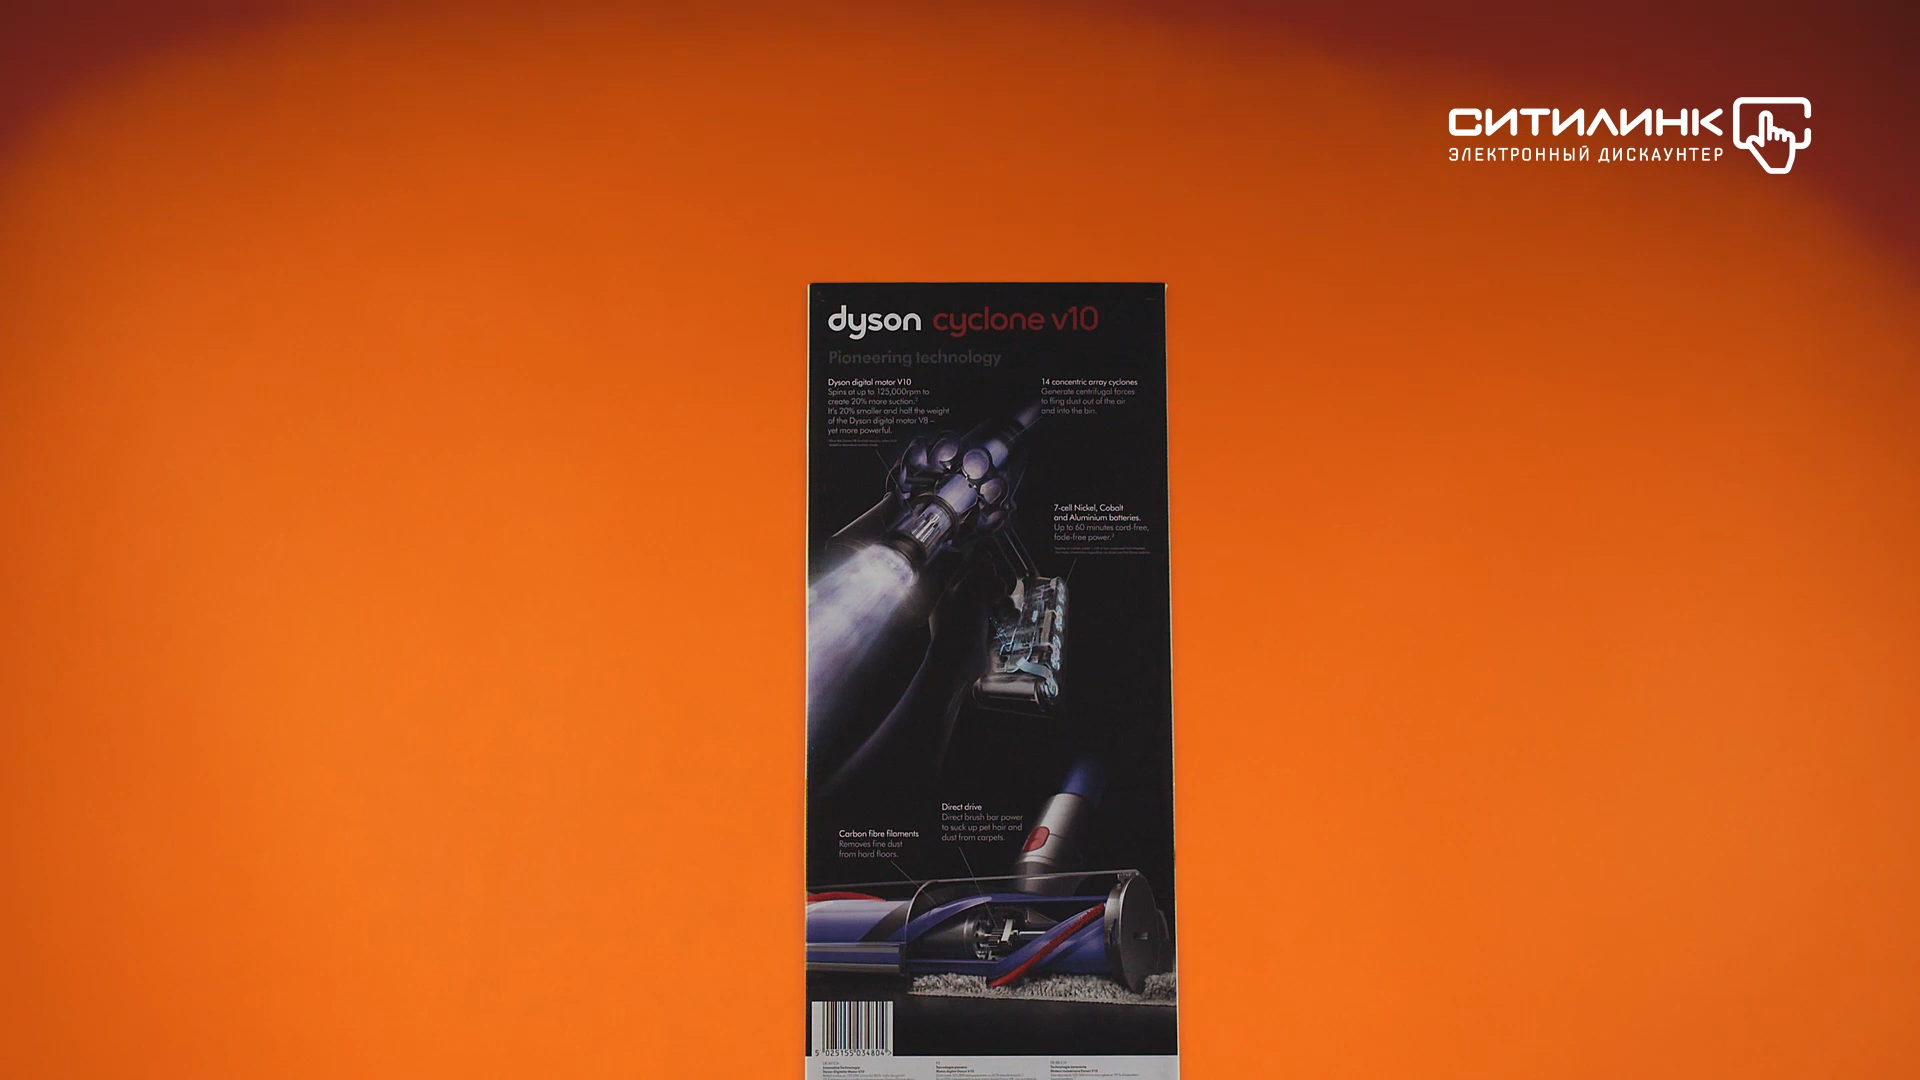 СИТИЛИНК
ЭЛЕКТРОННЫЙ ДИСКАУНТЕР
dyson cyclone v10
Pioneering technology
Dyson digital motor V10
Spins at up to 125,000rpm to
create 20% more suction.²
It's 20% smaller and half the weight
of the Dyson digital motor V8 –
yet more powerful.
14 concentric array cyclones
Generate centrifugal forces
to fling dust out of the air
and into the bin.
7-cell Nickel, Cobalt
and Aluminium batteries.
Up to 60 minutes cord-free,
fade-free power.³
Direct drive
Direct brush bar power
to suck up pet hair and
dust from carpets.
Carbon fibre filaments
Removes fine dust
from hard floors.
5 025155 034804 >